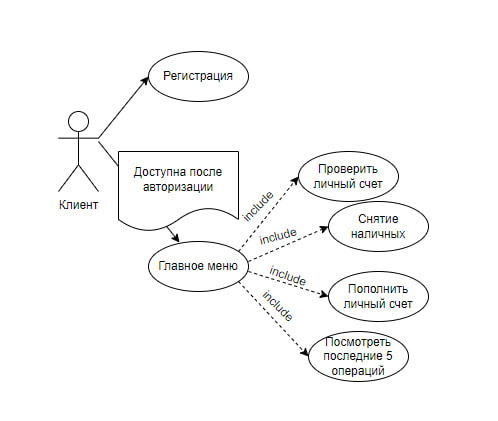 Регистрация
Доступна после
авторизации
Клиент
Главное меню
include
Проверить
личный счет
include
Снятие
наличных
include
Пополнить
личный счет
include
Посмотреть
последние 5
операций